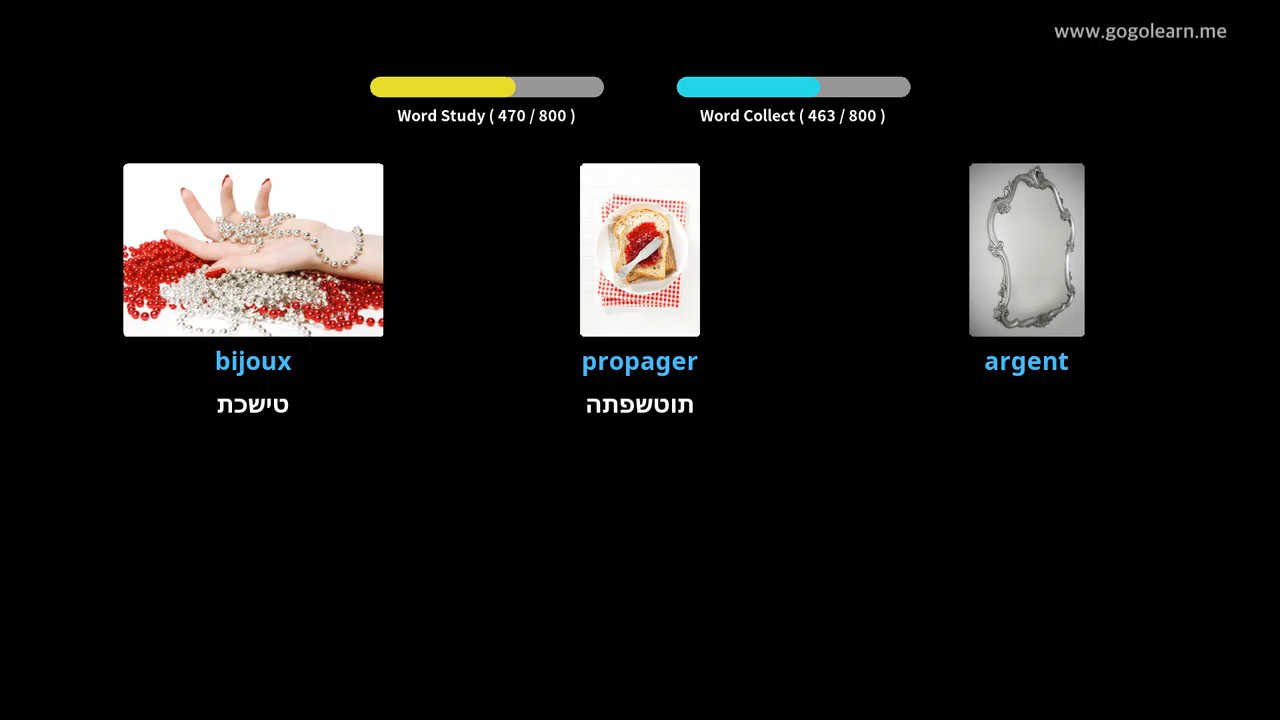 www.gogolearn.me
Word Study ( 470 / 800 )
Word Collect ( 463 / 800 )
bijoux
טישכת
propager
תוטשפתה
argent